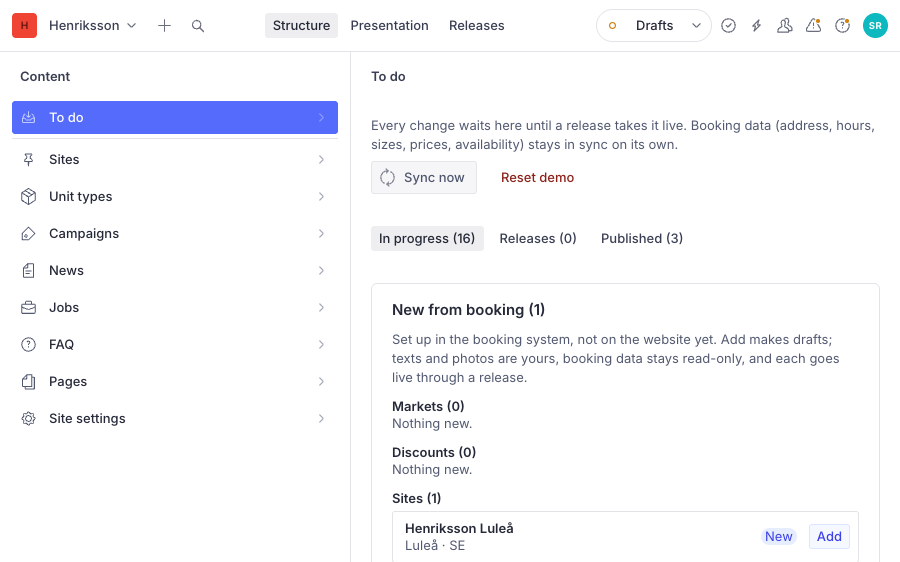 H Henriksson Structure Presentation Releases Drafts SR
Content
To do
Sites
Unit types
Campaigns
News
Jobs
FAQ
Pages
Site settings
To do
Every change waits here until a release takes it live. Booking data (address, hours,
sizes, prices, availability) stays in sync on its own.
Sync now Reset demo
In progress (16) Releases (0) Published (3)
New from booking (1)
Set up in the booking system, not on the website yet. Add makes drafts;
texts and photos are yours, booking data stays read-only, and each goes
live through a release.
Markets (0)
Nothing new.
Discounts (0)
Nothing new.
Sites (1)
Henriksson Luleå
Luleå · SE
New Add